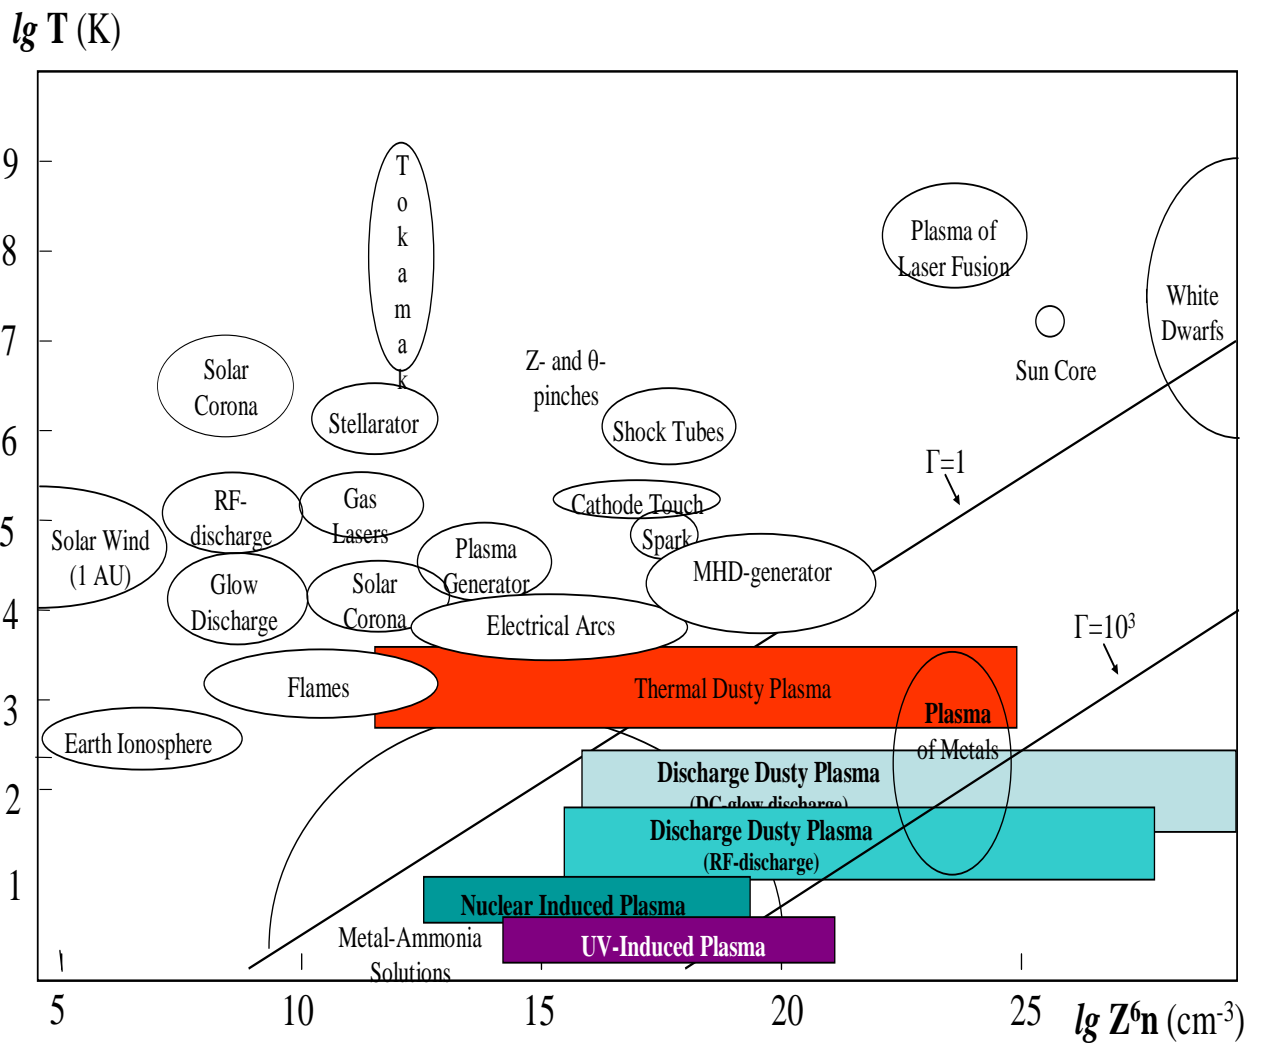 lg T (K)
9
8
7
6
5
4
3
2
1
T
o
k
a
m
a
k
Plasma of
Laser Fusion
White
Dwarfs
Sun Core
Solar
Corona
Stellarator
Z- and θ-
pinches
Shock Tubes
Γ=1
RF-
discharge
Gas
Lasers
Cathode Touch
Spark
Solar Wind
(1 AU)
Plasma
Generator
MHD-generator
Glow
Discharge
Solar
Corona
Electrical Arcs
Γ=10³
Flames
Thermal Dusty Plasma
Plasma
of Metals
Earth Ionosphere
Discharge Dusty Plasma
(DC-glow discharge)
Discharge Dusty Plasma
(RF-discharge)
Nuclear Induced Plasma
Metal-Ammonia
Solutions
UV-Induced Plasma
5
10
15
20
25
lg Z⁶n (cm⁻³)